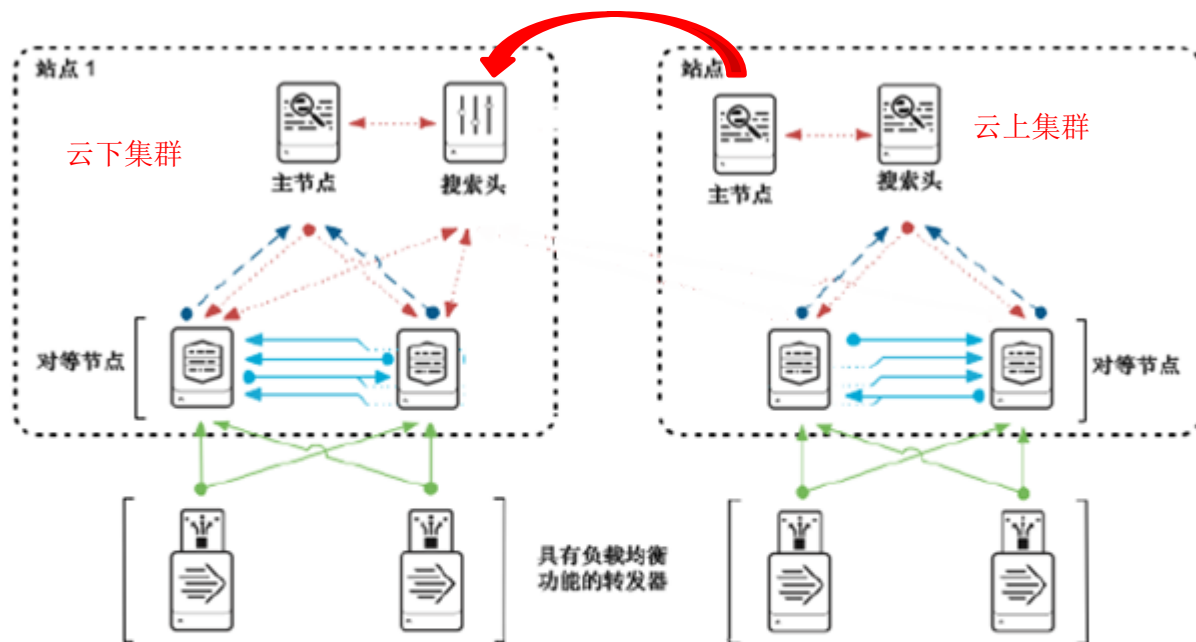 站点 1
站点
云下集群
云上集群
主节点
搜索头
主节点
搜索头
对等节点
对等节点
具有负载均衡
功能的转发器